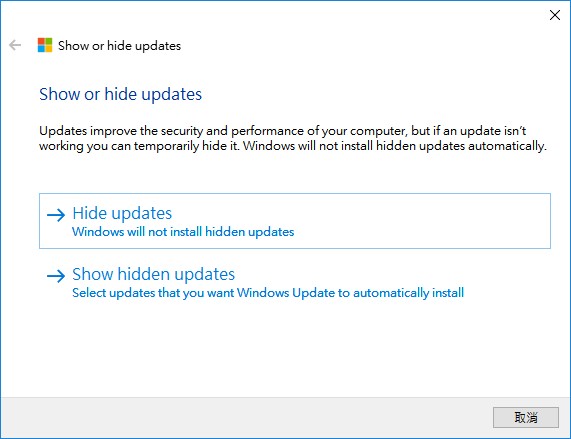 Show or hide updates
Show or hide updates
Updates improve the security and performance of your computer, but if an update isn't
working you can temporarily hide it. Windows will not install hidden updates automatically.
Hide updates
Windows will not install hidden updates
Show hidden updates
Select updates that you want Windows Update to automatically install
取消